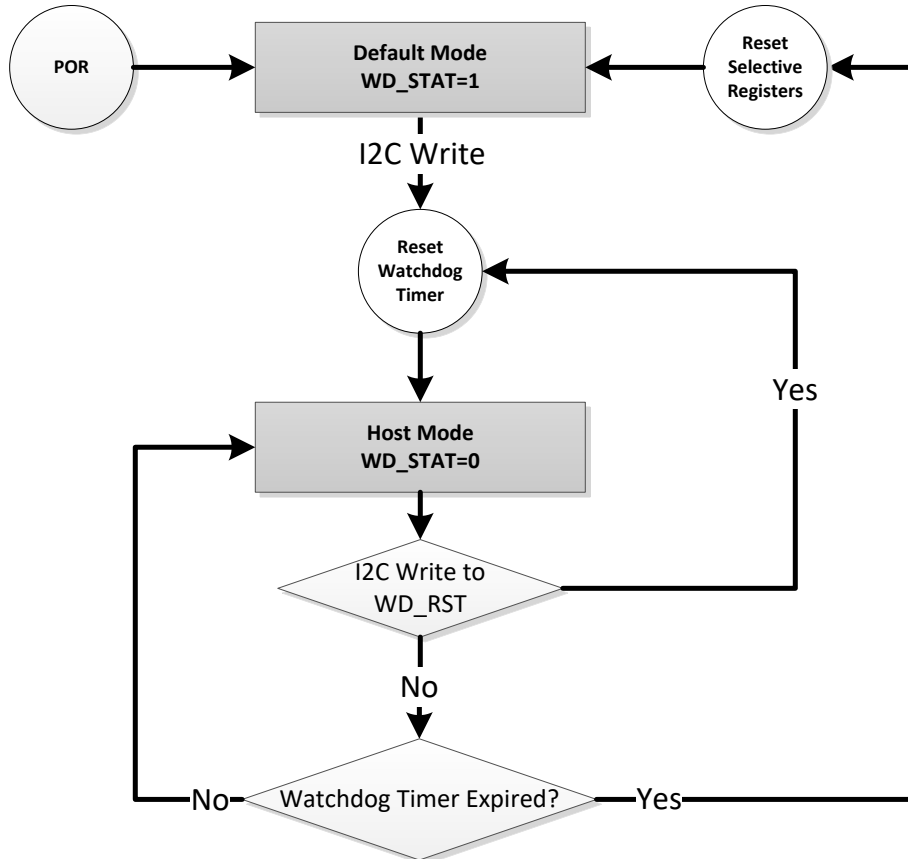 POR
Default Mode
WD_STAT=1
Reset
Selective
Registers
I2C Write
Reset
Watchdog
Timer
Yes
Host Mode
WD_STAT=0
I2C Write to
WD_RST
No
No
Watchdog Timer Expired?
Yes